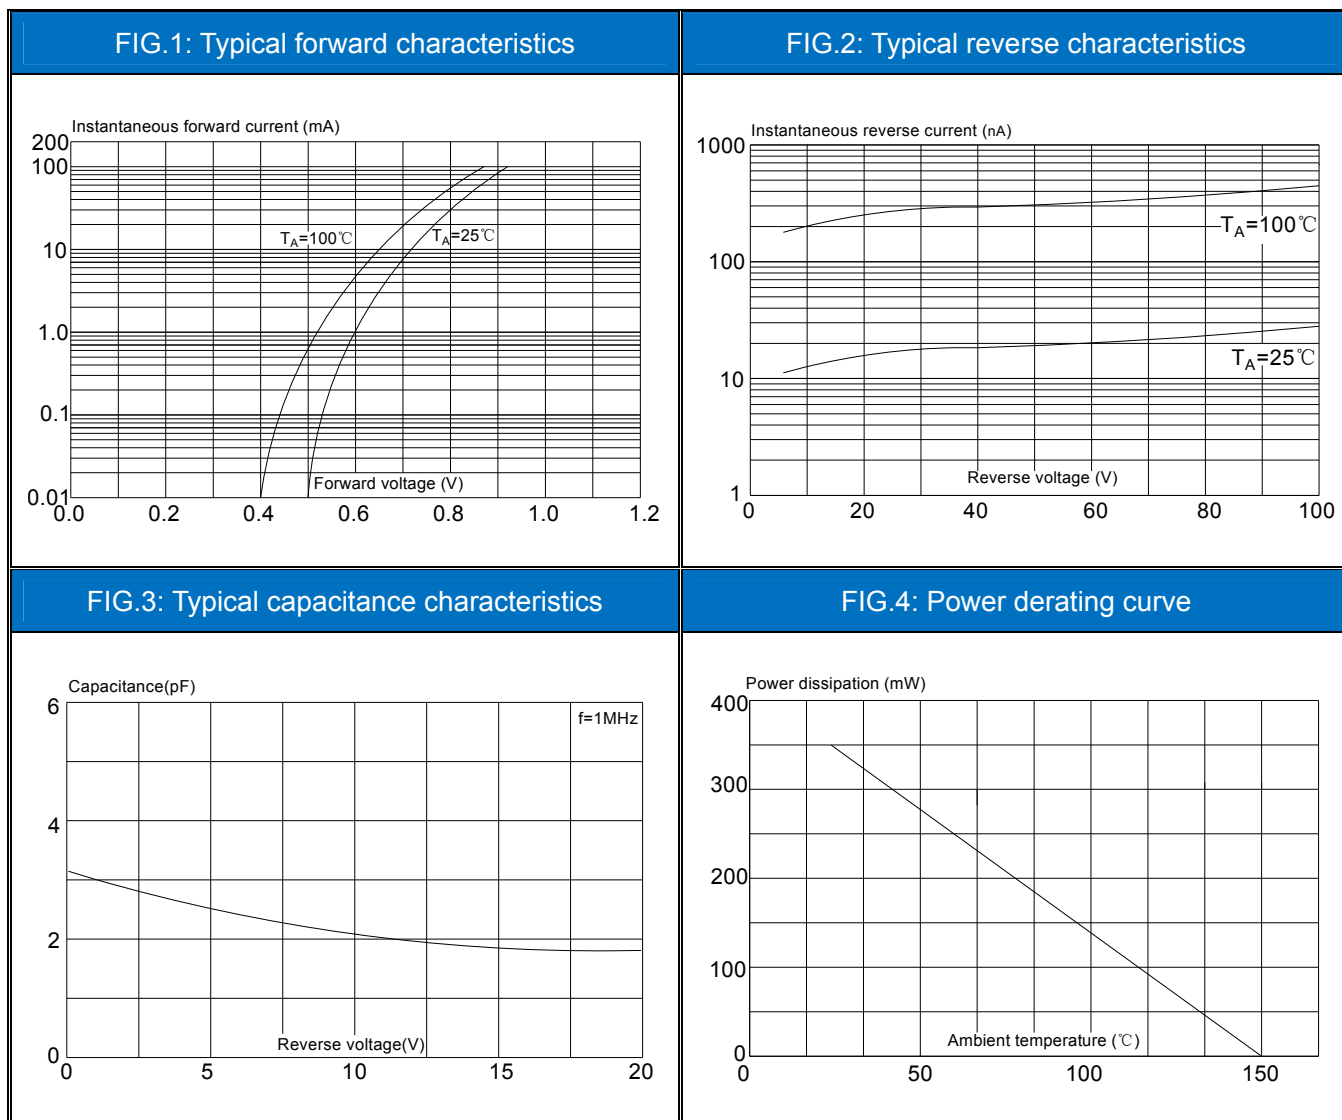 FIG.1: Typical forward characteristics
FIG.2: Typical reverse characteristics
Instantaneous forward current (mA)
200
100
10
1.0
0.1
0.01
TA=100℃
TA=25℃
Forward voltage (V)
0.0 0.2 0.4 0.6 0.8 1.0 1.2
Instantaneous reverse current (nA)
1000
100
10
1
TA=100℃
TA=25℃
Reverse voltage (V)
0 20 40 60 80 100
FIG.3: Typical capacitance characteristics
FIG.4: Power derating curve
Capacitance(pF)
6
4
2
0
f=1MHz
Reverse voltage(V)
0 5 10 15 20
Power dissipation (mW)
400
300
200
100
0
Ambient temperature (℃)
0 50 100 150